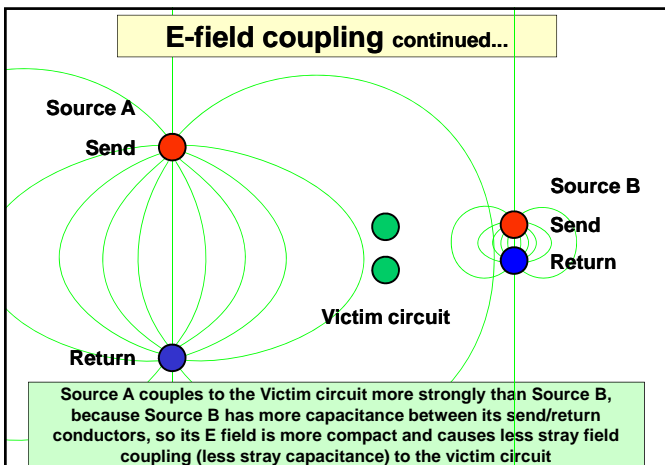 E-field coupling continued...
Source A
Send
Source B
Send
Return
Victim circuit
Return
Source A couples to the Victim circuit more strongly than Source B,
because Source B has more capacitance between its send/return
conductors, so its E field is more compact and causes less stray field
coupling (less stray capacitance) to the victim circuit